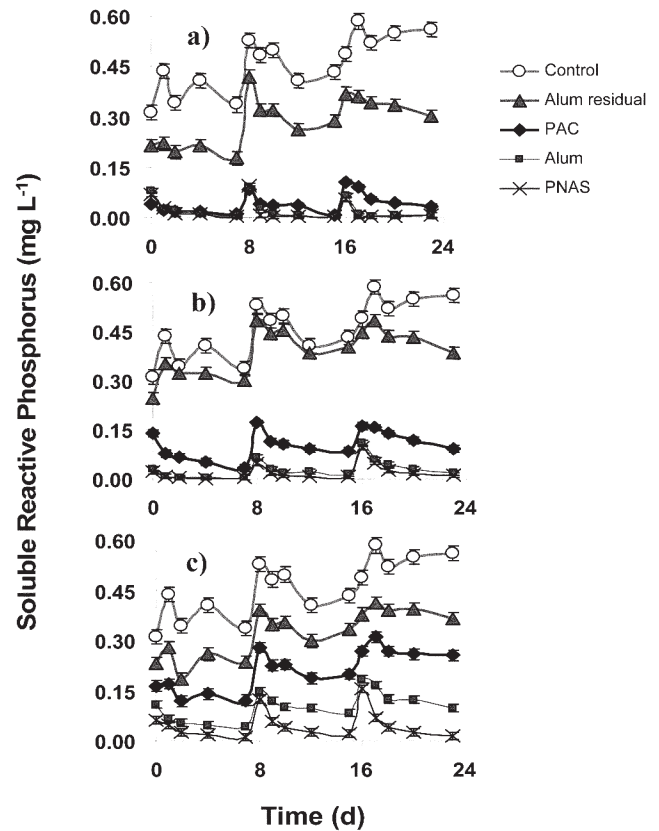 Soluble Reactive Phosphorus (mg L-1)
a)
0.60
0.45
0.30
0.15
0.00
0 8 16 24
Control
Alum residual
PAC
Alum
PNAS
b)
0.60
0.45
0.30
0.15
0.00
0 8 16 24
c)
0.60
0.45
0.30
0.15
0.00
0 8 16 24
Time (d)